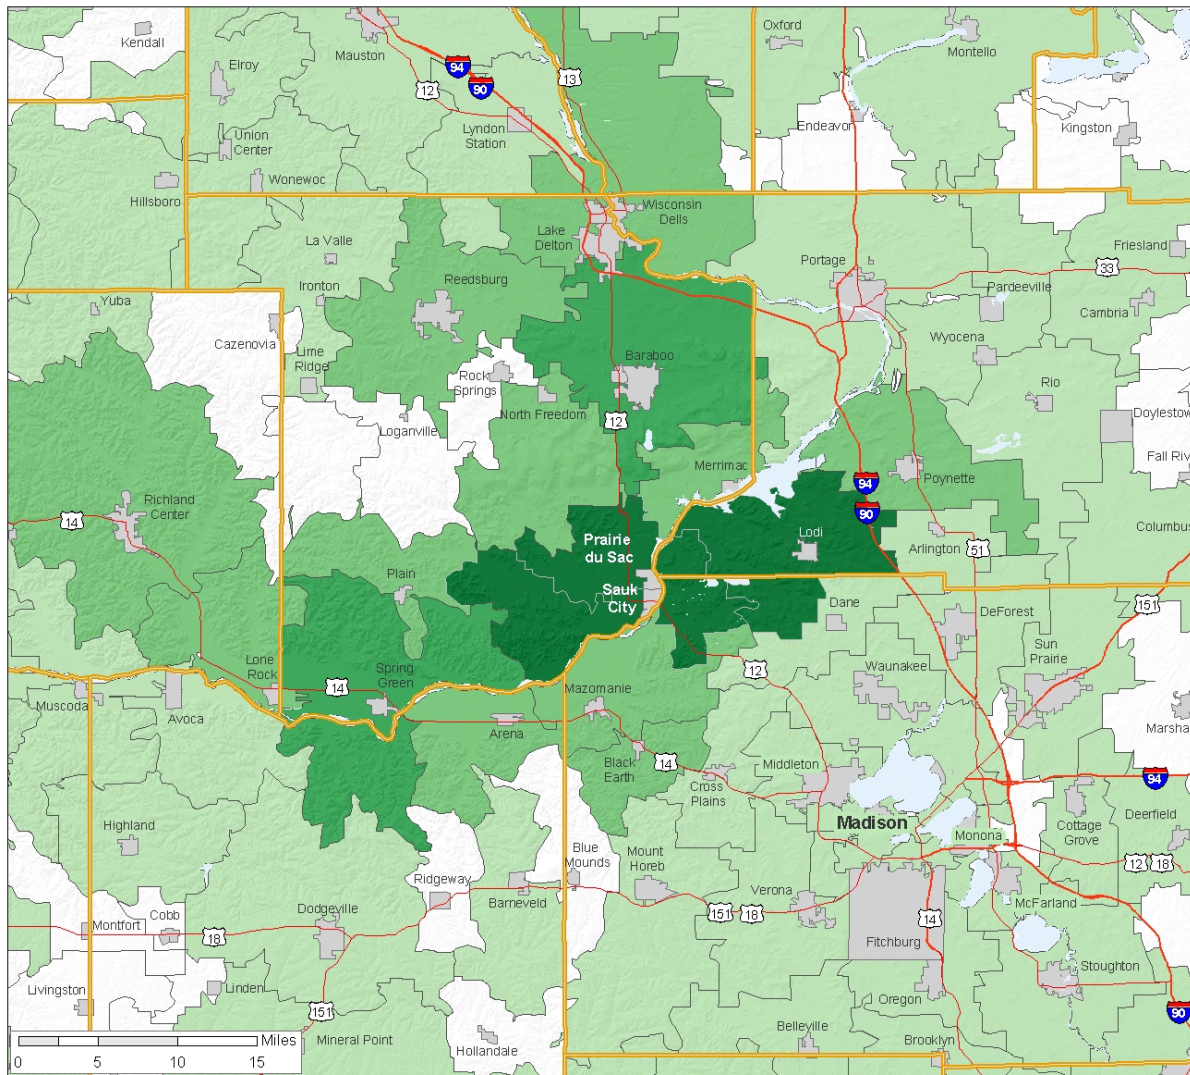 Kendall
Mauston
Oxford
Montello
Elroy
94
90
12
13
Lyndon
Station
Endeavor
Kingston
Union
Center
Wonewoc
Hillsboro
Wisconsin
Dells
Lake
Delton
La Valle
Friesland
Portage
33
Reedsburg
Ironton
Pardeeville
Yuba
Cambria
Cazenovia
Wyocena
Lime
Ridge
Baraboo
Rock
Springs
Rio
North Freedom
12
Doylestow
Loganville
Fall Riv
Merrimac
94
Poynette
Richland
Center
14
90
Columbus
Prairie
du Sac
Lodi
Arlington
51
Plain
Sauk
City
Dane
151
DeForest
Lone
Rock
Spring
Green
12
Waunakee
Sun
Prairie
14
Mazomanie
Muscoda
Avoca
Arena
Marsha
Black
Earth
14
Middleton
Cross
Plains
94
Madison
Monona
Cottage
Grove
Deerfield
Highland
Blue
Mounds
Mount
Horeb
12
18
Ridgeway
Barneveld
Verona
McFarland
151
18
14
Cobb
Dodgeville
Montfort
18
Fitchburg
Stoughton
Livingston
Linden
Oregon
151
90
Belleville
Mineral Point
Hollandale
Brooklyn
Miles
0
5
10
15